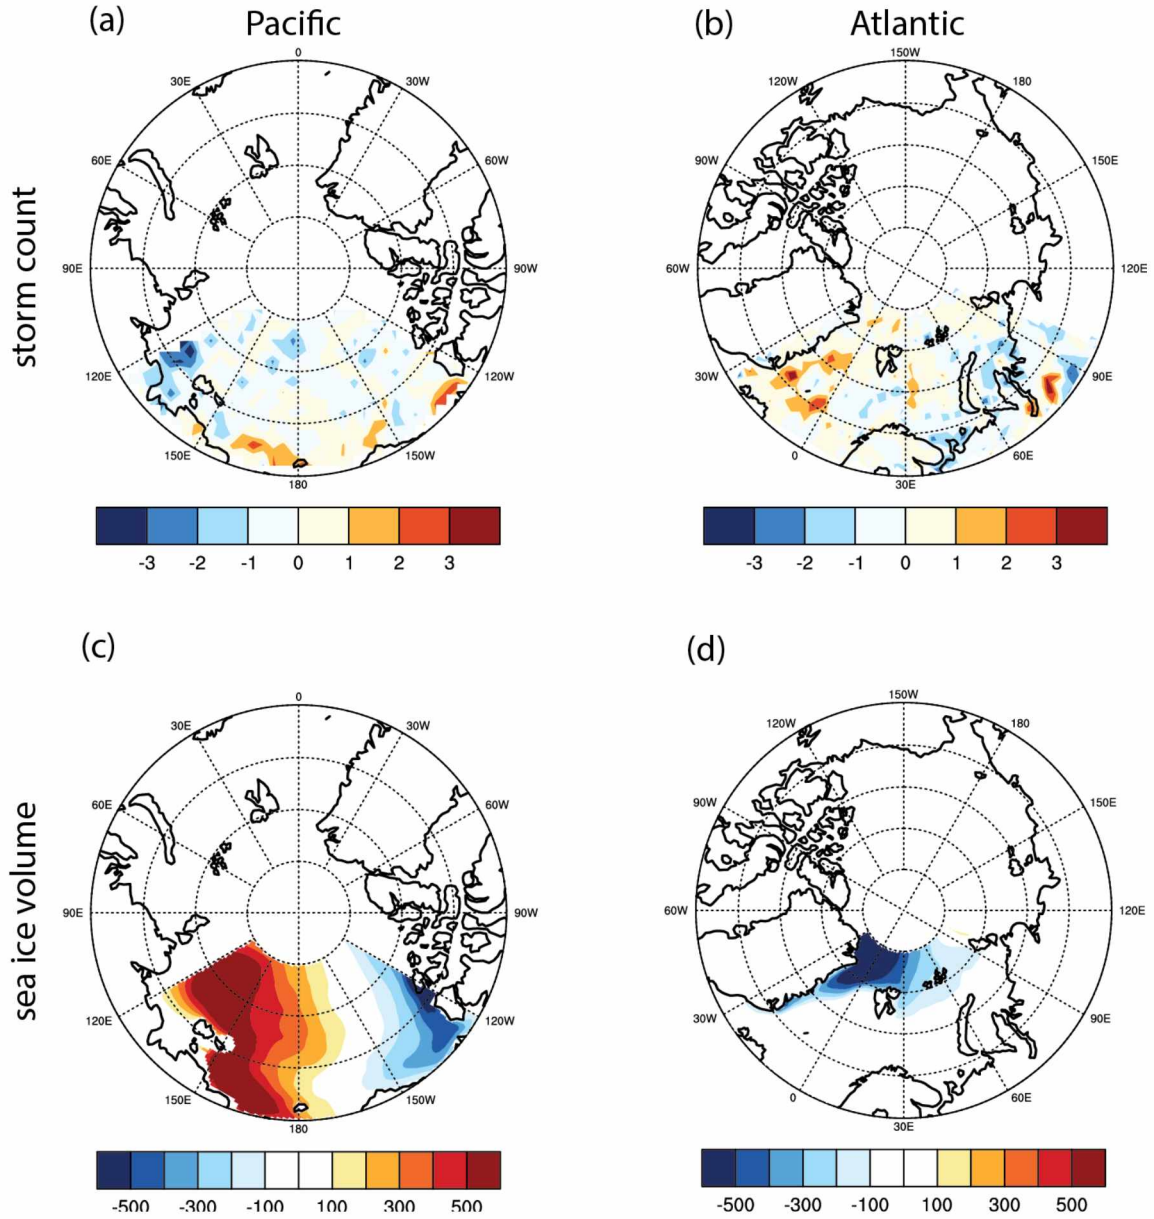 (a) Pacific
(b) Atlantic
storm count
0
30E 30W
60E 60W
90E 90W
120E 120W
150E 150W
180
-3 -2 -1 0 1 2 3
150W
120W 180
90W 150E
60W 120E
30W 90E
0 60E
30E
-3 -2 -1 0 1 2 3
(c)
(d)
sea ice volume
0
30E 30W
60E 60W
90E 90W
120E 120W
150E 150W
180
-500 -300 -100 100 300 500
150W
120W 180
90W 150E
60W 120E
30W 90E
0 60E
30E
-500 -300 -100 100 300 500